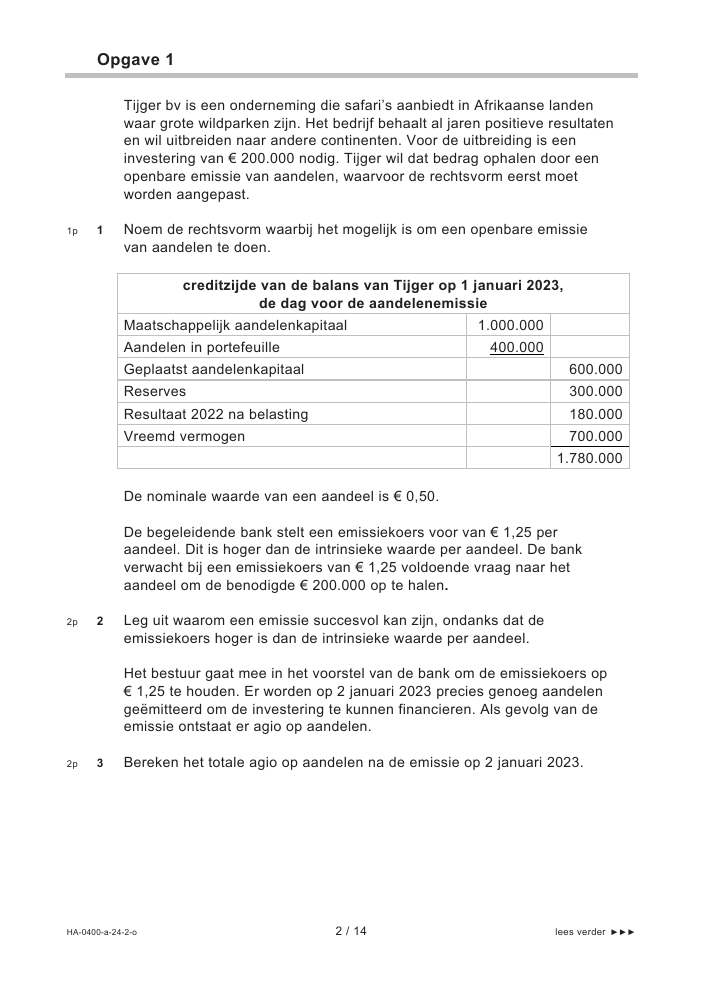 Opgave 1
Tijger bv is een onderneming die safari’s aanbiedt in Afrikaanse landen
waar grote wildparken zijn. Het bedrijf behaalt al jaren positieve resultaten
en wil uitbreiden naar andere continenten. Voor de uitbreiding is een
investering van € 200.000 nodig. Tijger wil dat bedrag ophalen door een
openbare emissie van aandelen, waarvoor de rechtsvorm eerst moet
worden aangepast.
1p 1 Noem de rechtsvorm waarbij het mogelijk is om een openbare emissie
van aandelen te doen.
creditzijde van de balans van Tijger op 1 januari 2023,
de dag voor de aandelenemissie
Maatschappelijk aandelenkapitaal 1.000.000
Aandelen in portefeuille 400.000
Geplaatst aandelenkapitaal 600.000
Reserves 300.000
Resultaat 2022 na belasting 180.000
Vreemd vermogen 700.000
1.780.000
De nominale waarde van een aandeel is € 0,50.
De begeleidende bank stelt een emissiekoers voor van € 1,25 per
aandeel. Dit is hoger dan de intrinsieke waarde per aandeel. De bank
verwacht bij een emissiekoers van € 1,25 voldoende vraag naar het
aandeel om de benodigde € 200.000 op te halen.
2p 2 Leg uit waarom een emissie succesvol kan zijn, ondanks dat de
emissiekoers hoger is dan de intrinsieke waarde per aandeel.
Het bestuur gaat mee in het voorstel van de bank om de emissiekoers op
€ 1,25 te houden. Er worden op 2 januari 2023 precies genoeg aandelen
geëmitteerd om de investering te kunnen financieren. Als gevolg van de
emissie ontstaat er agio op aandelen.
2p 3 Bereken het totale agio op aandelen na de emissie op 2 januari 2023.
HA-0400-a-24-2-o 2 / 14 lees verder ►►►